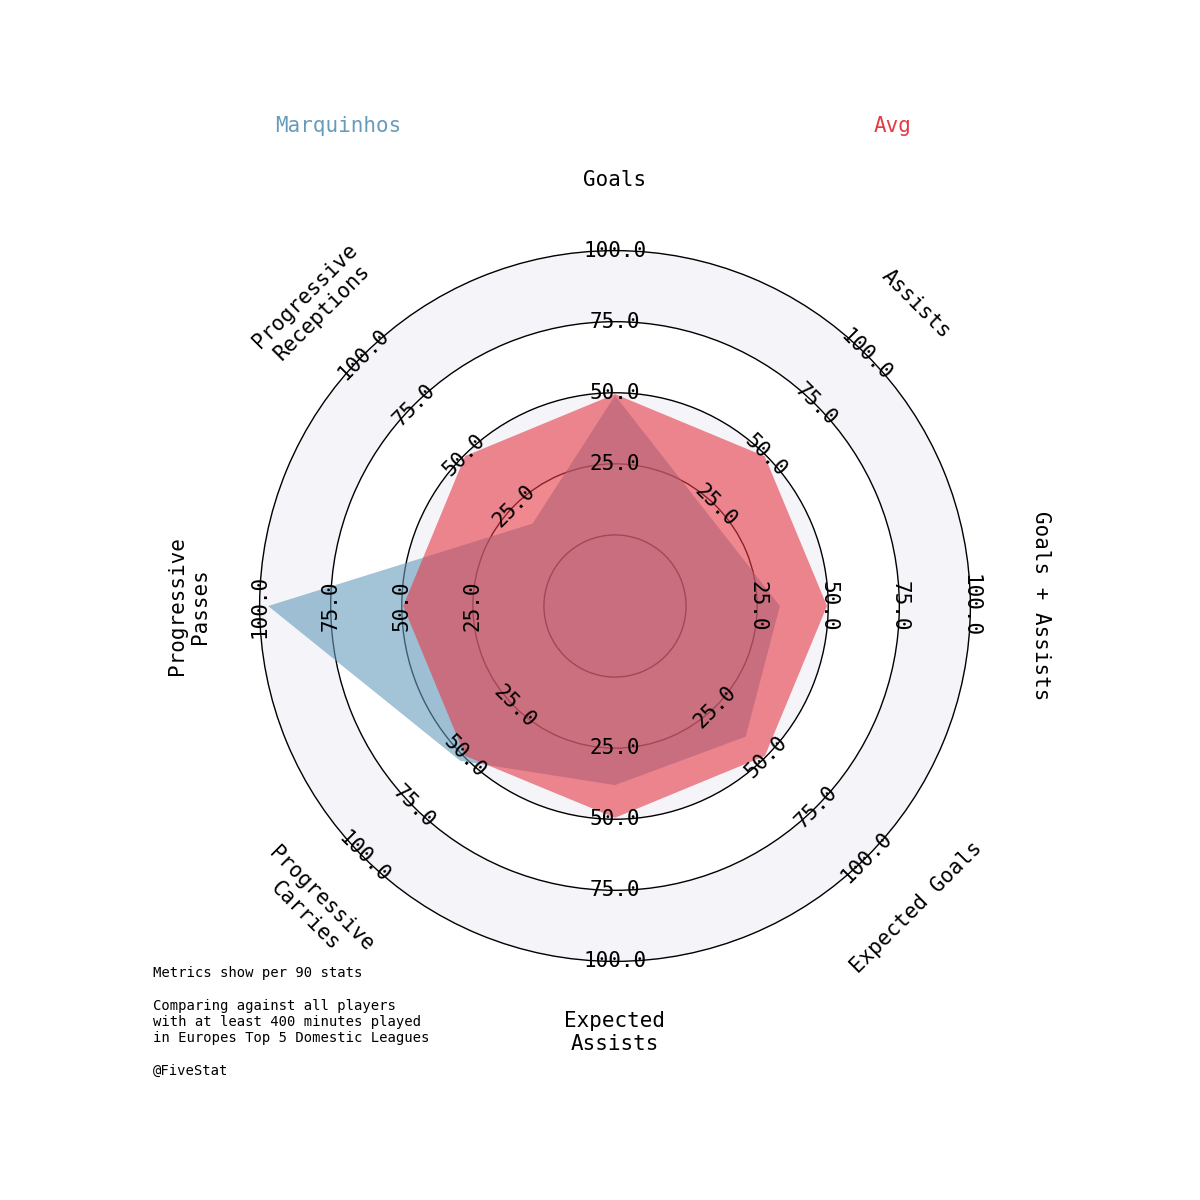 Marquinhos
Avg
Goals
Assists
Goals + Assists
Expected Goals
Expected
Assists
Progressive
Carries
Progressive
Passes
Progressive
Receptions
25.0
50.0
75.0
100.0
25.0
50.0
75.0
100.0
25.0
50.0
75.0
100.0
25.0
50.0
75.0
100.0
25.0
50.0
75.0
100.0
25.0
50.0
75.0
100.0
25.0
50.0
75.0
100.0
25.0
50.0
75.0
100.0
Metrics show per 90 stats
Comparing against all players
with at least 400 minutes played
in Europes Top 5 Domestic Leagues
@FiveStat